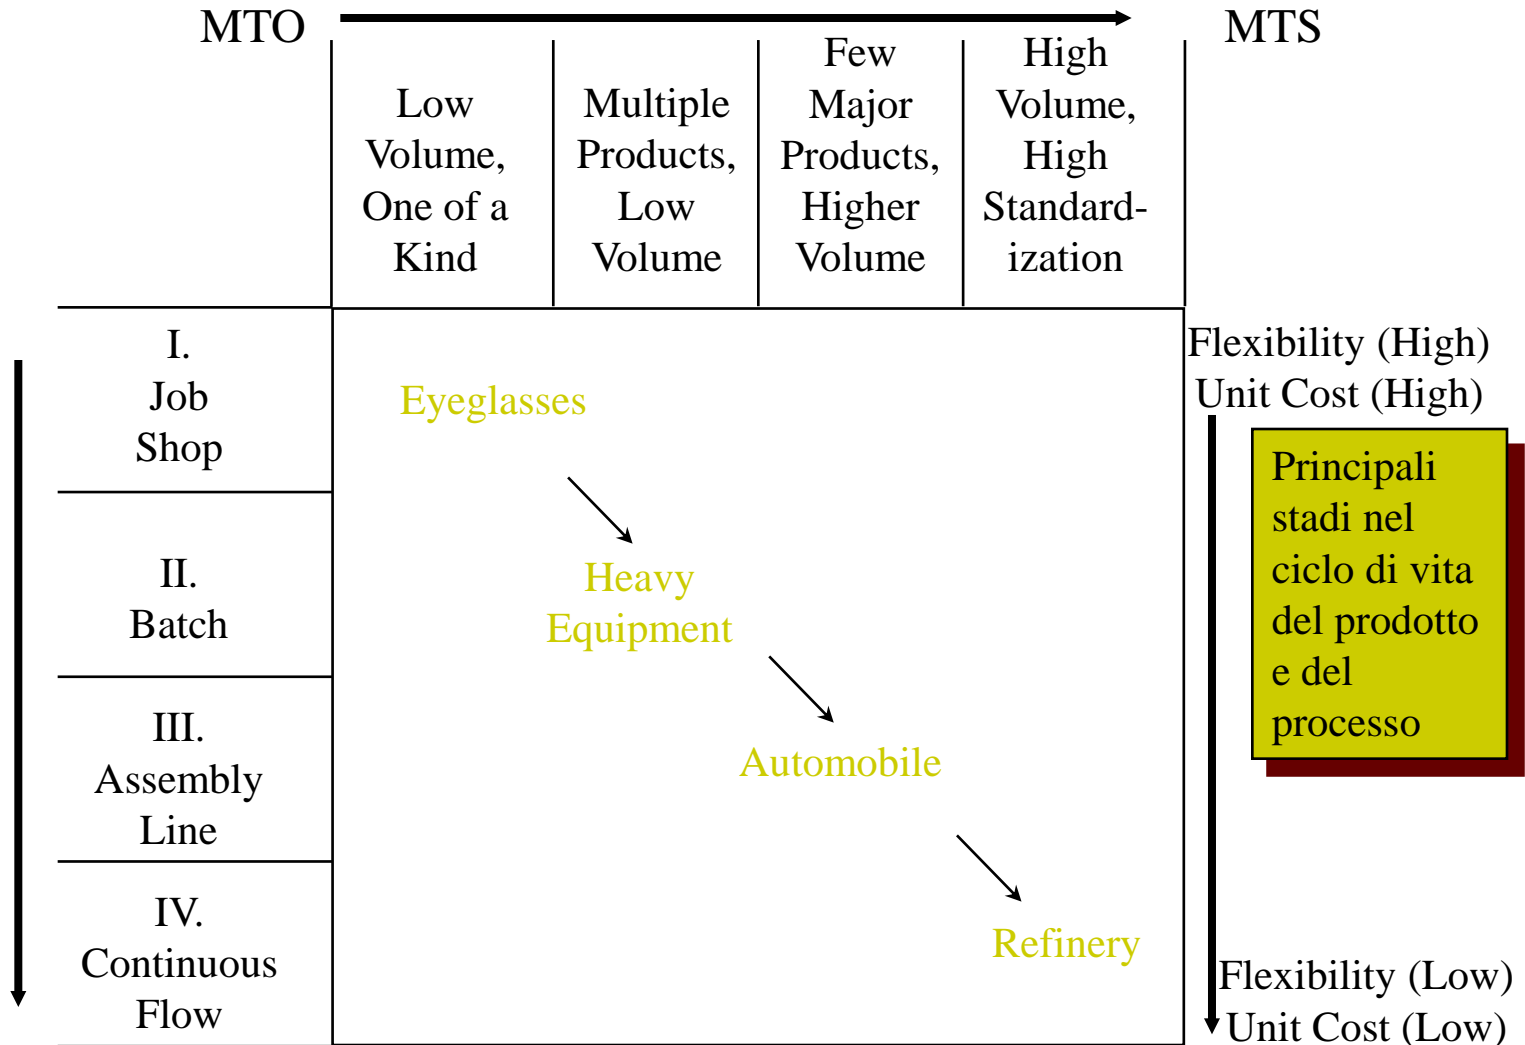 MTO
MTS
Low
Volume,
One of a
Kind
Multiple
Products,
Low
Volume
Few
Major
Products,
Higher
Volume
High
Volume,
High
Standard-
ization
I.
Job
Shop
II.
Batch
III.
Assembly
Line
IV.
Continuous
Flow
Eyeglasses
Heavy
Equipment
Automobile
Refinery
Flexibility (High)
Unit Cost (High)
Principali
stadi nel
ciclo di vita
del prodotto
e del
processo
Flexibility (Low)
Unit Cost (Low)